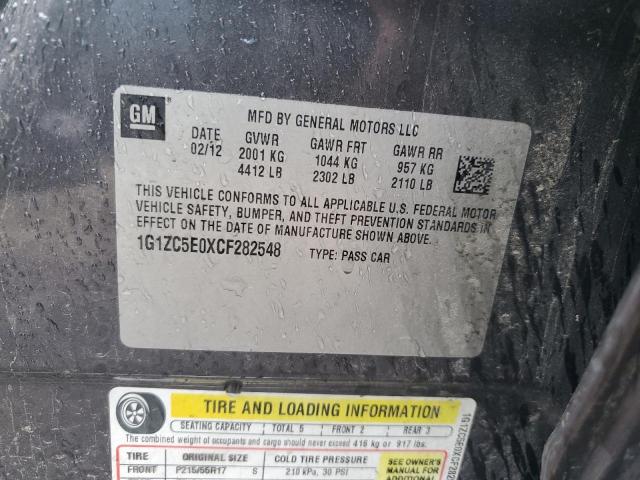 GM
MFD BY GENERAL MOTORS LLC
DATE GVWR GAWR FRT GAWR RR
02/12 2001 KG 1044 KG 957 KG
4412 LB 2302 LB 2110 LB
THIS VEHICLE CONFORMS TO ALL APPLICABLE U.S. FEDERAL MOTOR
VEHICLE SAFETY, BUMPER, AND THEFT PREVENTION STANDARDS IN
EFFECT ON THE DATE OF MANUFACTURE SHOWN ABOVE.
1G1ZC5E0XCF282548 TYPE: PASS CAR
TIRE AND LOADING INFORMATION
SEATING CAPACITY TOTAL 5 FRONT 2 REAR 3
The combined weight of occupants and cargo should never exceed 416 kg or 917 lbs.
TIRE ORIGINAL SIZE COLD TIRE
FRONT P215/55R17 S 210 kPa, 30 PSI
SEE OWNER'S
MANUAL FOR
ADDITIONAL
1G1ZC5E0XCF282